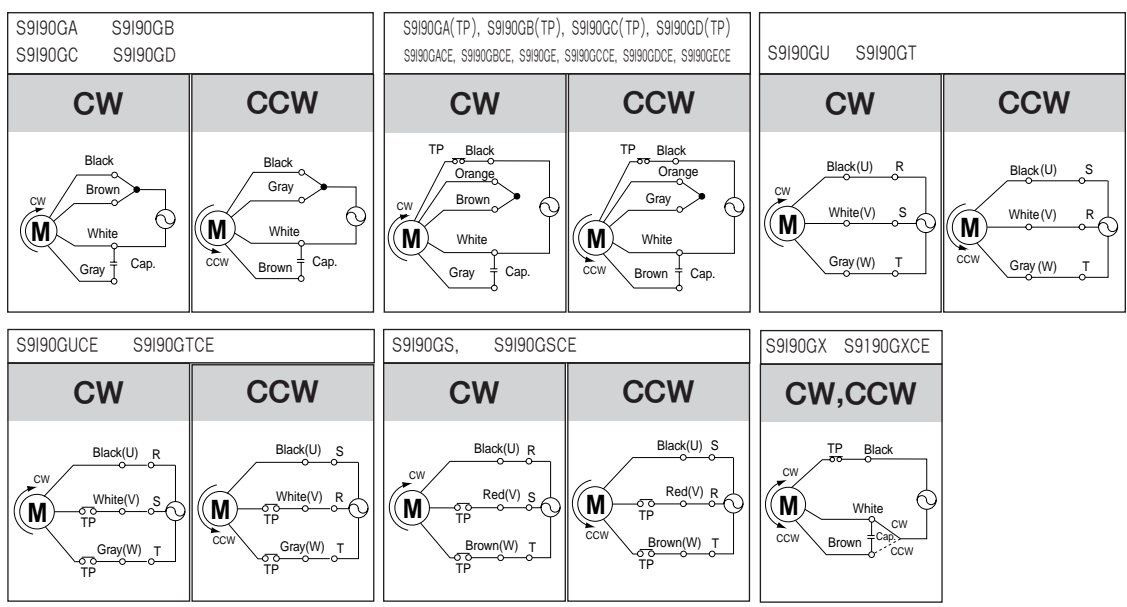 S9I90GA S9I90GB
S9I90GC S9I90GD
CW CCW
Black
Brown
CW
M
White
Gray Cap.
Black
Gray
M
White
CCW
Brown Cap.
S9I90GA(TP), S9I90GB(TP), S9I90GC(TP), S9I90GD(TP)
S9I90GACE, S9I90GBCE, S9I90GE, S9I90GCCE, S9I90GDCE, S9I90GECE
CW CCW
TP Black
Orange
Brown
CW
M
White
Gray Cap.
TP Black
Orange
Gray
M
White
CCW
Brown Cap.
S9I90GU S9I90GT
CW CCW
Black(U) R
CW
White(V) S
M
Gray(W) T
Black(U) S
White(V) R
M
CCW
Gray (W) T
S9I90GUCE S9I90GTCE
CW CCW
Black(U) R
CW
White(V) S
M
TP
Gray(W) T
TP
Black(U) S
White(V) R
M
TP
CCW
Gray(W) T
TP
S9I90GS, S9I90GSCE
CW CCW
Black(U) R
CW
Red(V) S
M
TP
Brown(W) T
TP
Black(U) S
Red(V) R
M
TP
CCW
Brown(W) T
TP
S9I90GX S9190GXCE
CW,CCW
TP Black
CW
M
White
CW
CCW
Brown Cap.
CCW